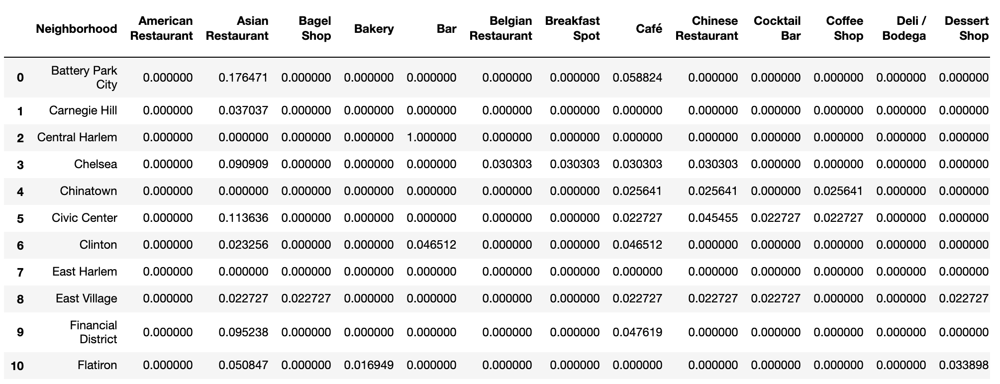 Neighborhood American Restaurant Asian Restaurant Bagel Shop Bakery Bar Belgian Restaurant Breakfast Spot Café Chinese Restaurant Cocktail Bar Coffee Shop Deli / Bodega Dessert Shop
0 Battery Park City 0.000000 0.176471 0.000000 0.000000 0.000000 0.000000 0.000000 0.058824 0.000000 0.000000 0.000000 0.000000 0.000000
1 Carnegie Hill 0.000000 0.037037 0.000000 0.000000 0.000000 0.000000 0.000000 0.000000 0.000000 0.000000 0.000000 0.000000 0.000000
2 Central Harlem 0.000000 0.000000 0.000000 0.000000 1.000000 0.000000 0.000000 0.000000 0.000000 0.000000 0.000000 0.000000 0.000000
3 Chelsea 0.000000 0.090909 0.000000 0.000000 0.000000 0.030303 0.030303 0.030303 0.030303 0.000000 0.000000 0.000000 0.000000
4 Chinatown 0.000000 0.000000 0.000000 0.000000 0.000000 0.000000 0.000000 0.025641 0.025641 0.000000 0.025641 0.000000 0.000000
5 Civic Center 0.000000 0.113636 0.000000 0.000000 0.000000 0.000000 0.000000 0.022727 0.045455 0.022727 0.022727 0.000000 0.000000
6 Clinton 0.000000 0.023256 0.000000 0.000000 0.046512 0.000000 0.000000 0.046512 0.000000 0.000000 0.000000 0.000000 0.000000
7 East Harlem 0.000000 0.000000 0.000000 0.000000 0.000000 0.000000 0.000000 0.000000 0.000000 0.000000 0.000000 0.000000 0.000000
8 East Village 0.000000 0.022727 0.022727 0.000000 0.000000 0.000000 0.000000 0.022727 0.022727 0.022727 0.000000 0.000000 0.022727
9 Financial District 0.000000 0.095238 0.000000 0.000000 0.000000 0.000000 0.000000 0.047619 0.000000 0.000000 0.000000 0.000000 0.000000
10 Flatiron 0.000000 0.050847 0.000000 0.016949 0.000000 0.000000 0.000000 0.000000 0.000000 0.000000 0.000000 0.000000 0.033898